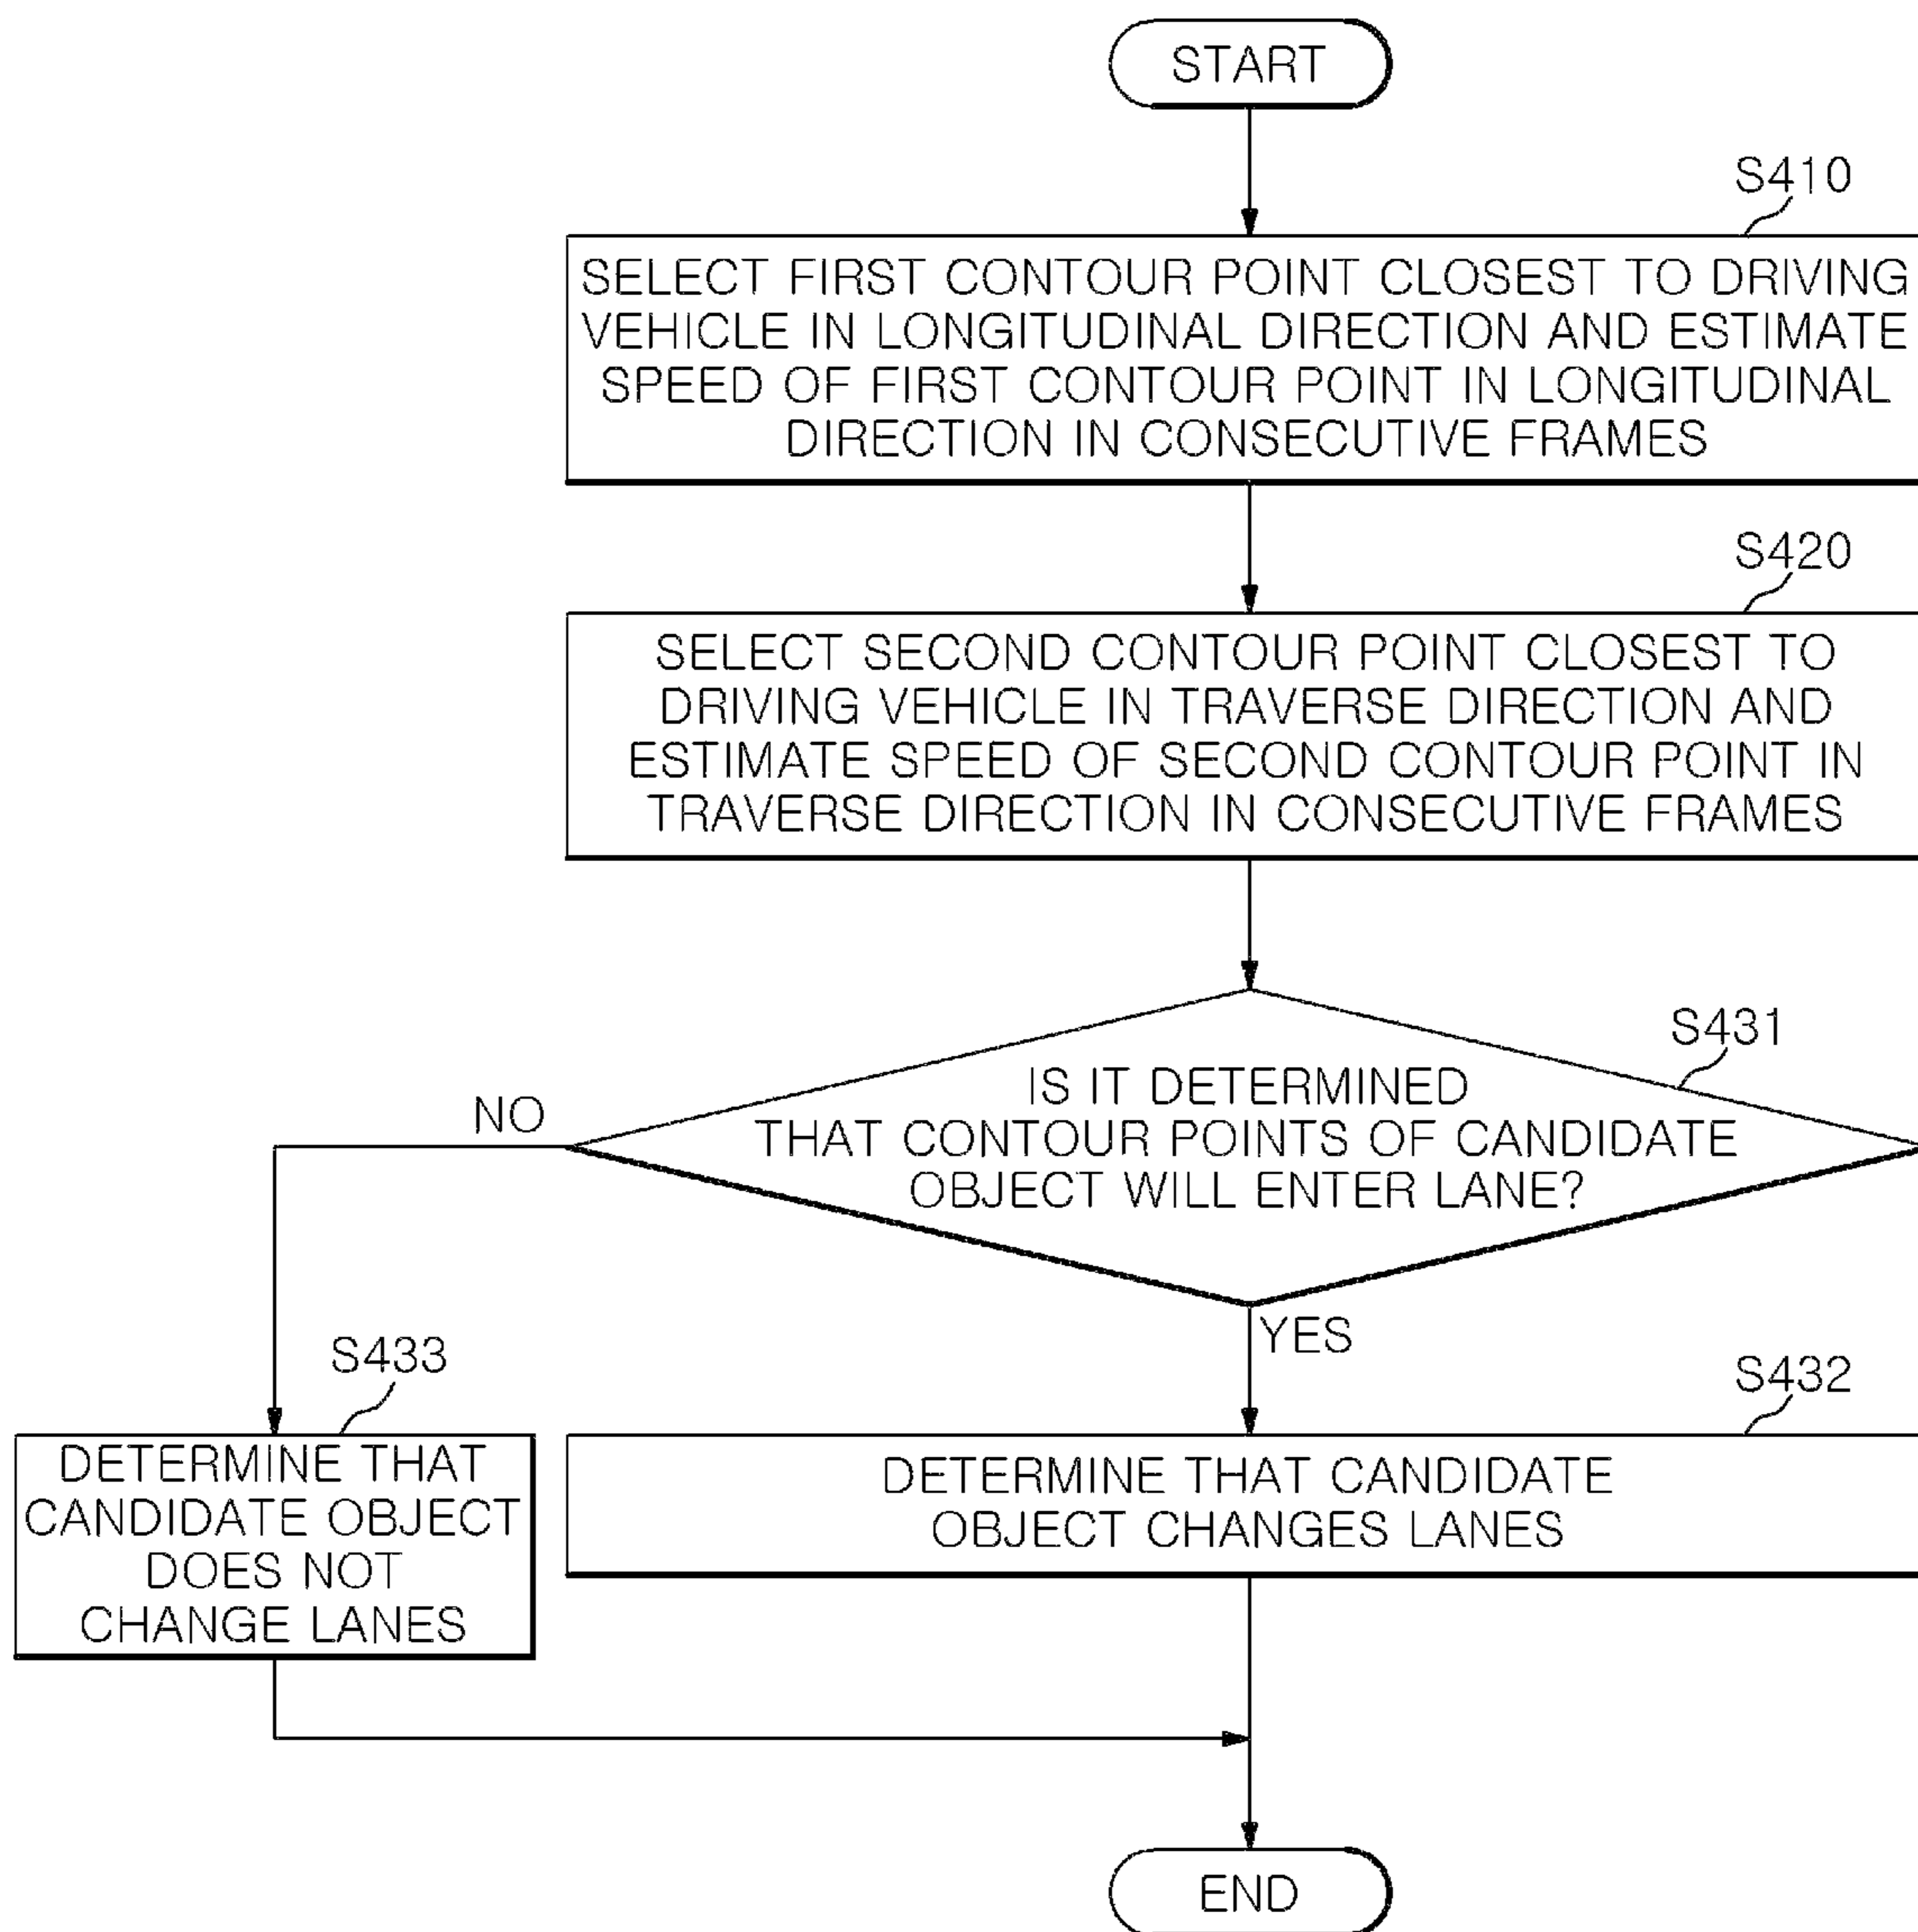 START
S410
SELECT FIRST CONTOUR POINT CLOSEST TO DRIVING
VEHICLE IN LONGITUDINAL DIRECTION AND ESTIMATE
SPEED OF FIRST CONTOUR POINT IN LONGITUDINAL
DIRECTION IN CONSECUTIVE FRAMES
S420
SELECT SECOND CONTOUR POINT CLOSEST TO
DRIVING VEHICLE IN TRAVERSE DIRECTION AND
ESTIMATE SPEED OF SECOND CONTOUR POINT IN
TRAVERSE DIRECTION IN CONSECUTIVE FRAMES
S431
IS IT DETERMINED
THAT CONTOUR POINTS OF CANDIDATE
OBJECT WILL ENTER LANE?
NO
YES
S433
DETERMINE THAT
CANDIDATE OBJECT
DOES NOT
CHANGE LANES
S432
DETERMINE THAT CANDIDATE
OBJECT CHANGES LANES
END